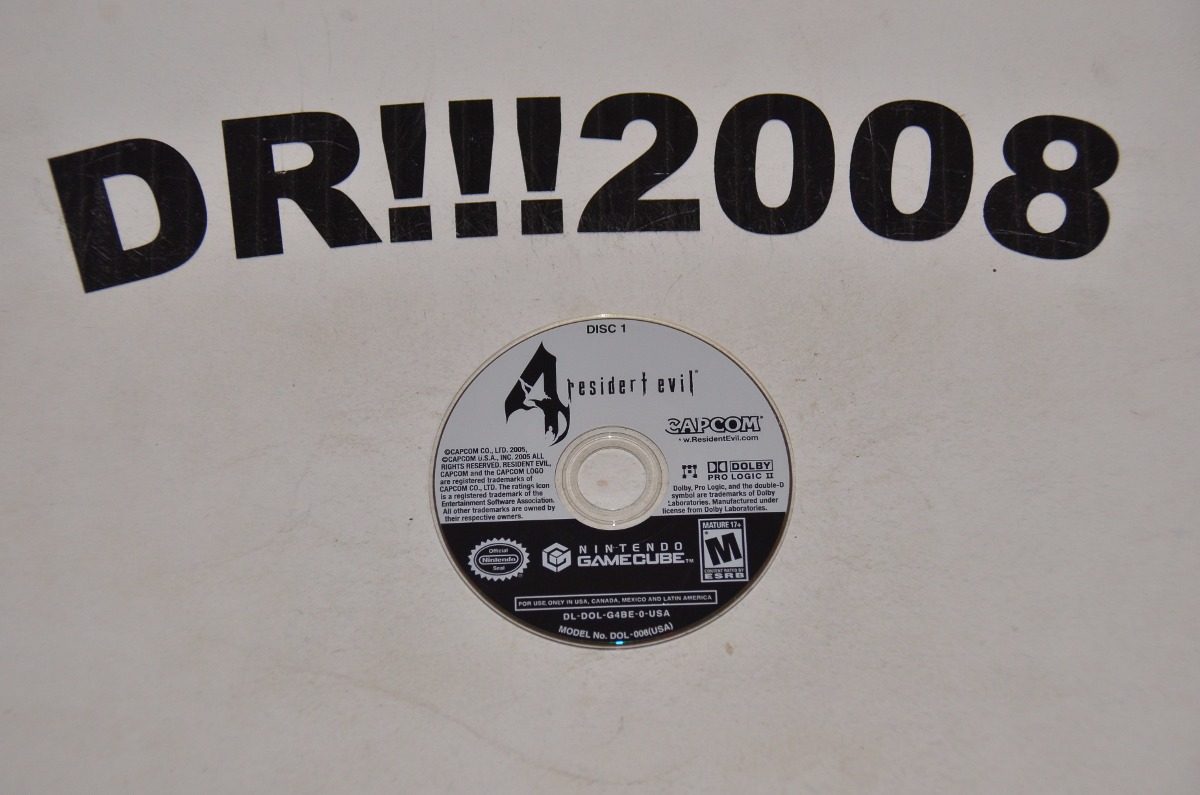 DR!!!2008
DISC 1
4 resident evil™
CAPCOM®
w.ResidentEvil.com
©CAPCOM CO., LTD. 2005,
©CAPCOM U.S.A., INC. 2005 ALL
RIGHTS RESERVED. RESIDENT EVIL,
CAPCOM and the CAPCOM LOGO
are registered trademarks of
CAPCOM CO., LTD. The ratings icon
is a registered trademark of the
Entertainment Software Association.
All other trademarks are owned by
their respective owners.
DOLBY
PRO LOGIC II
Dolby, Pro Logic, and the double-D
symbol are trademarks of Dolby
Laboratories. Manufactured under
license from Dolby Laboratories.
Official
Nintendo
Seal
NINTENDO
GAMECUBE™
MATURE 17+
M
CONTENT RATED BY
ESRB
FOR USE ONLY IN USA, CANADA, MEXICO AND LATIN AMERICA
DL-DOL-G4BE-0-USA
MODEL No. DOL-006(USA)